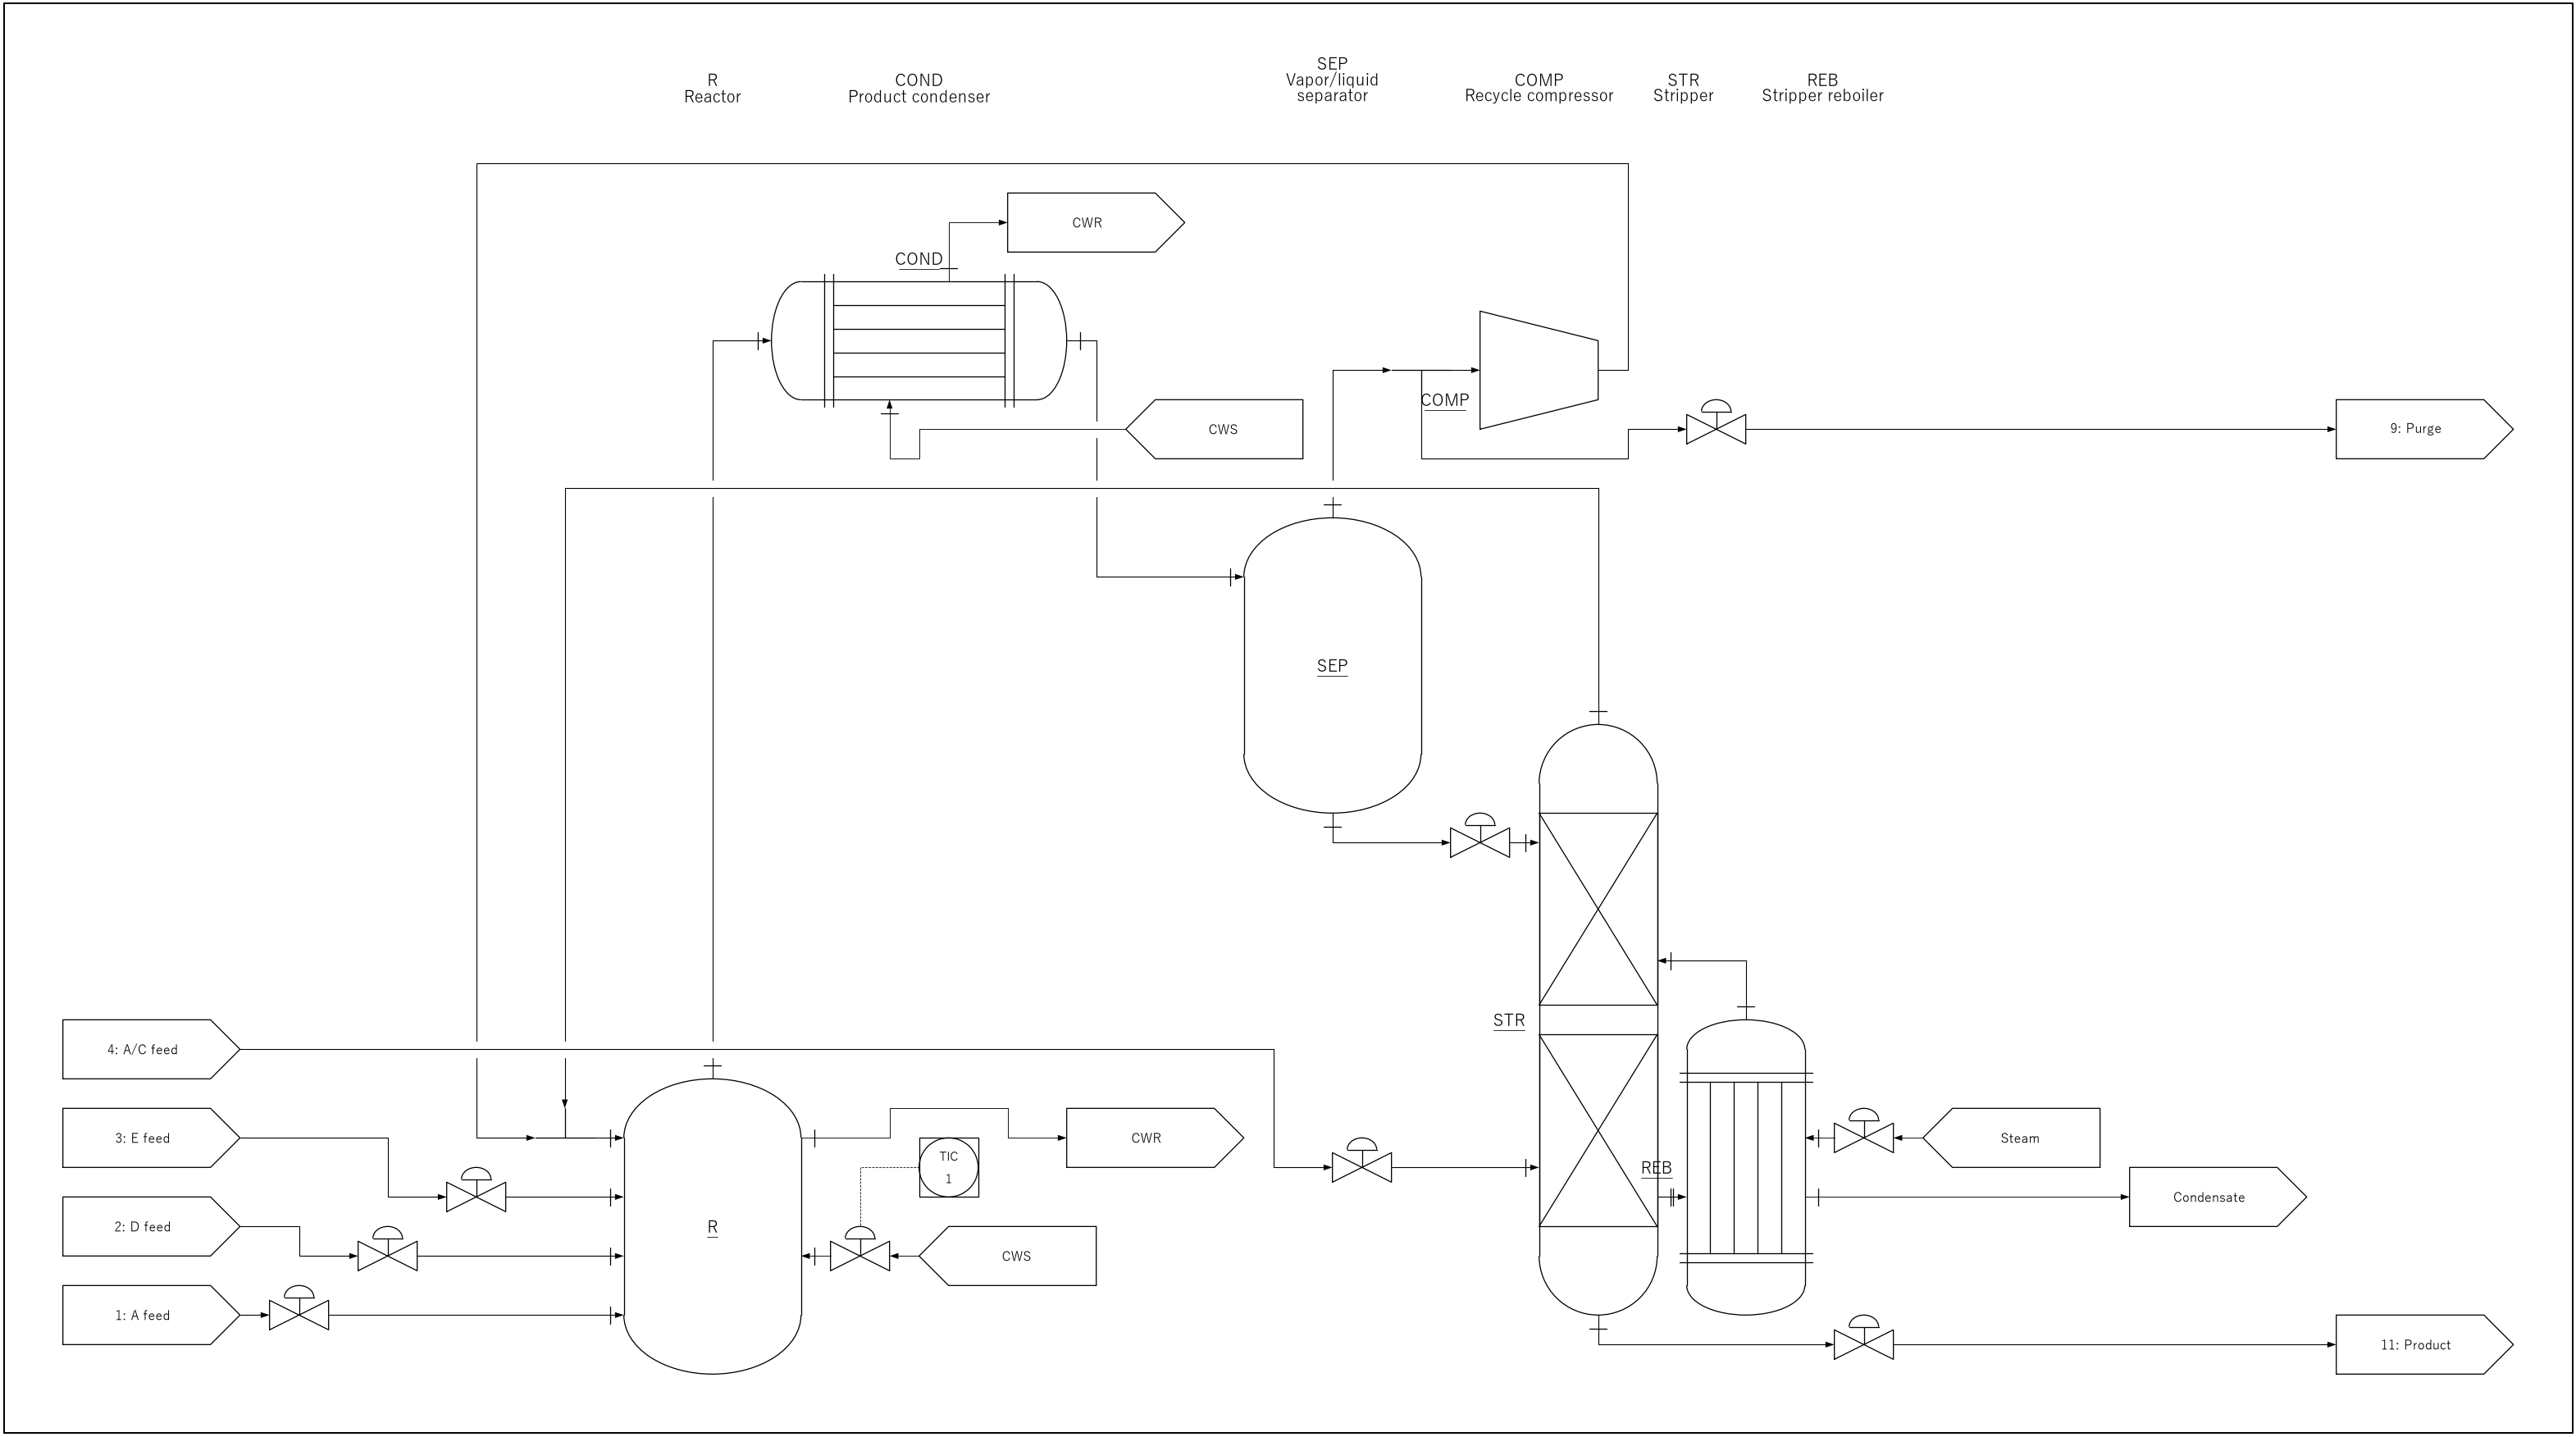 R
Reactor
COND
Product condenser
SEP
Vapor/liquid
separator
COMP
Recycle compressor
STR
Stripper
REB
Stripper reboiler
CWR
COND
COMP
CWS
9: Purge
SEP
STR
4: A/C feed
3: E feed
CWR
Steam
TIC
1
REB
Condensate
2: D feed
R
CWS
1: A feed
11: Product